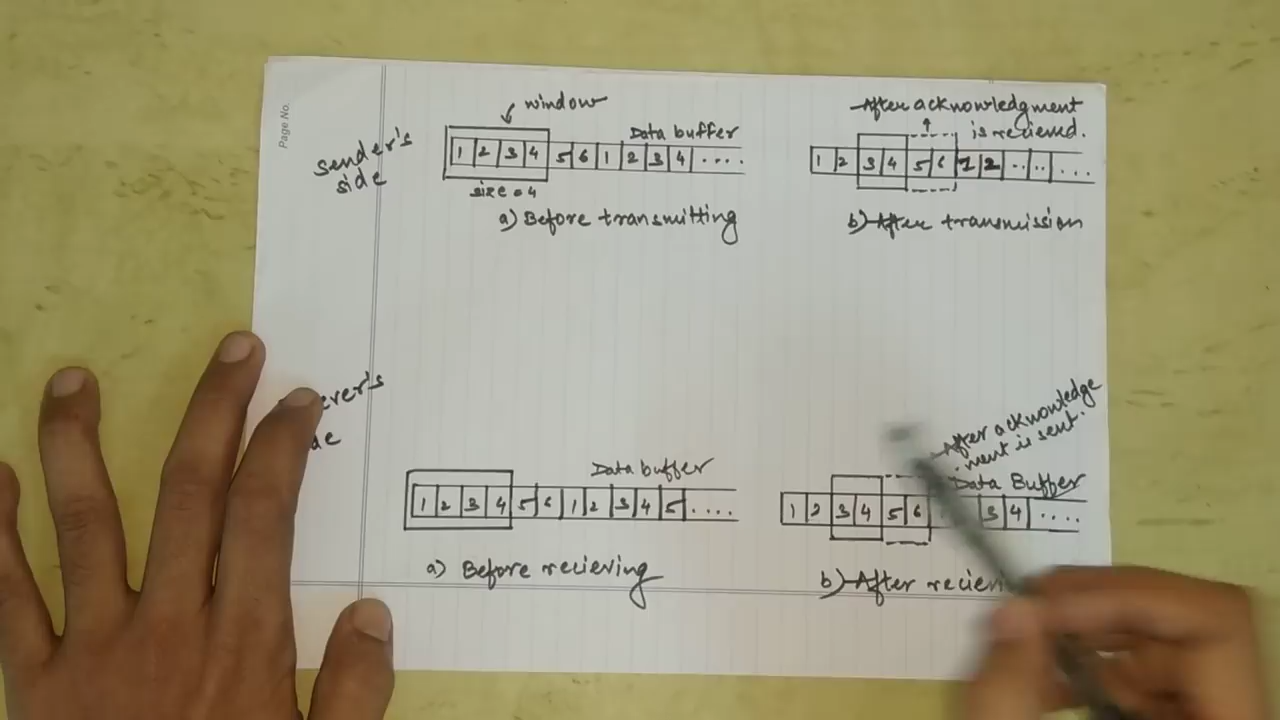 Page No.
sender's
side
window
Data buffer
1 2 3 4 5 6 1 2 3 4 ....
size = 4
a) Before transmitting
After acknowledgment
is recieved.
1 2 3 4 5 6 1 2 .. .. ...
b) After transmission
Data buffer
1 2 3 4 5 6 1 2 3 4 5 ....
a) Before recieving
After acknowledge
ment is sent.
Data Buffer
1 2 3 4 5 6 3 4 ....
b) After